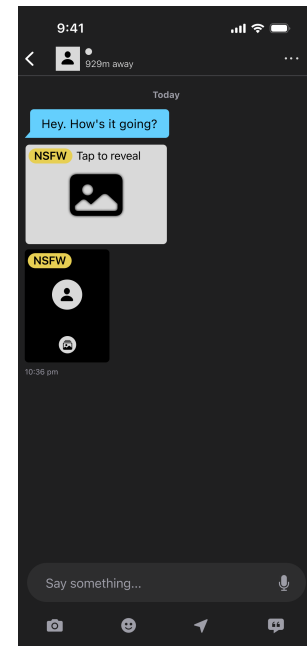 9:41
929m away
Today
Hey. How's it going?
NSFW Tap to reveal
NSFW
10:36 pm
Say something...